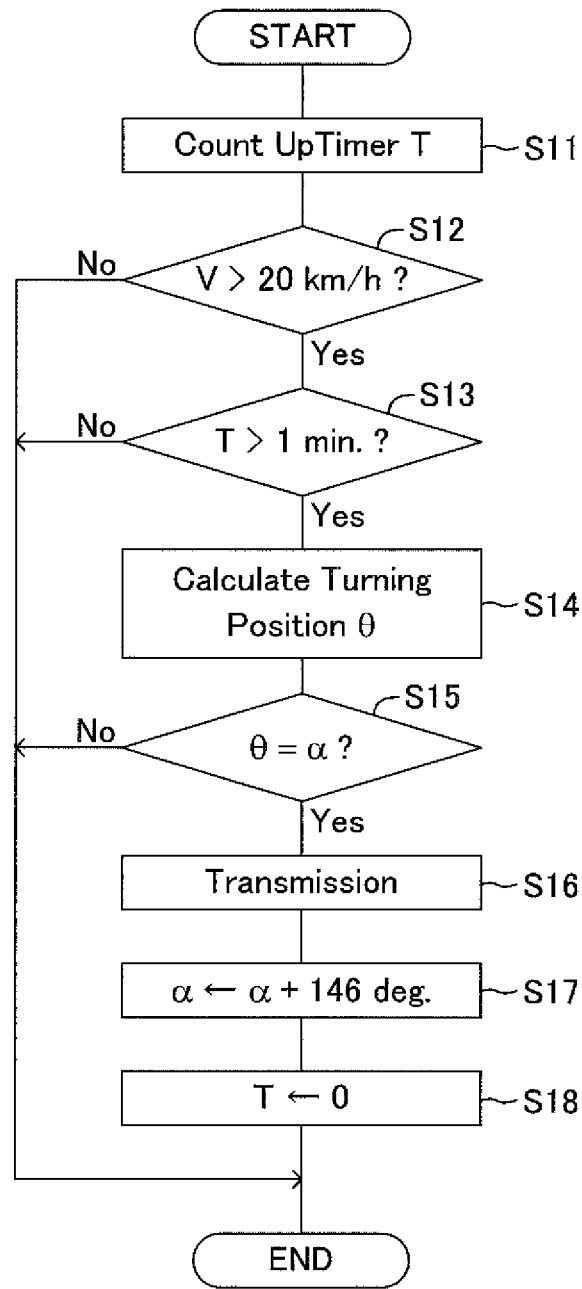 START
Count UpTimer T
S11
S12
No
V > 20 km/h ?
Yes
S13
No
T > 1 min. ?
Yes
Calculate Turning
Position θ
S14
S15
No
θ = α ?
Yes
Transmission
S16
α ← α + 146 deg.
S17
T ← 0
S18
END